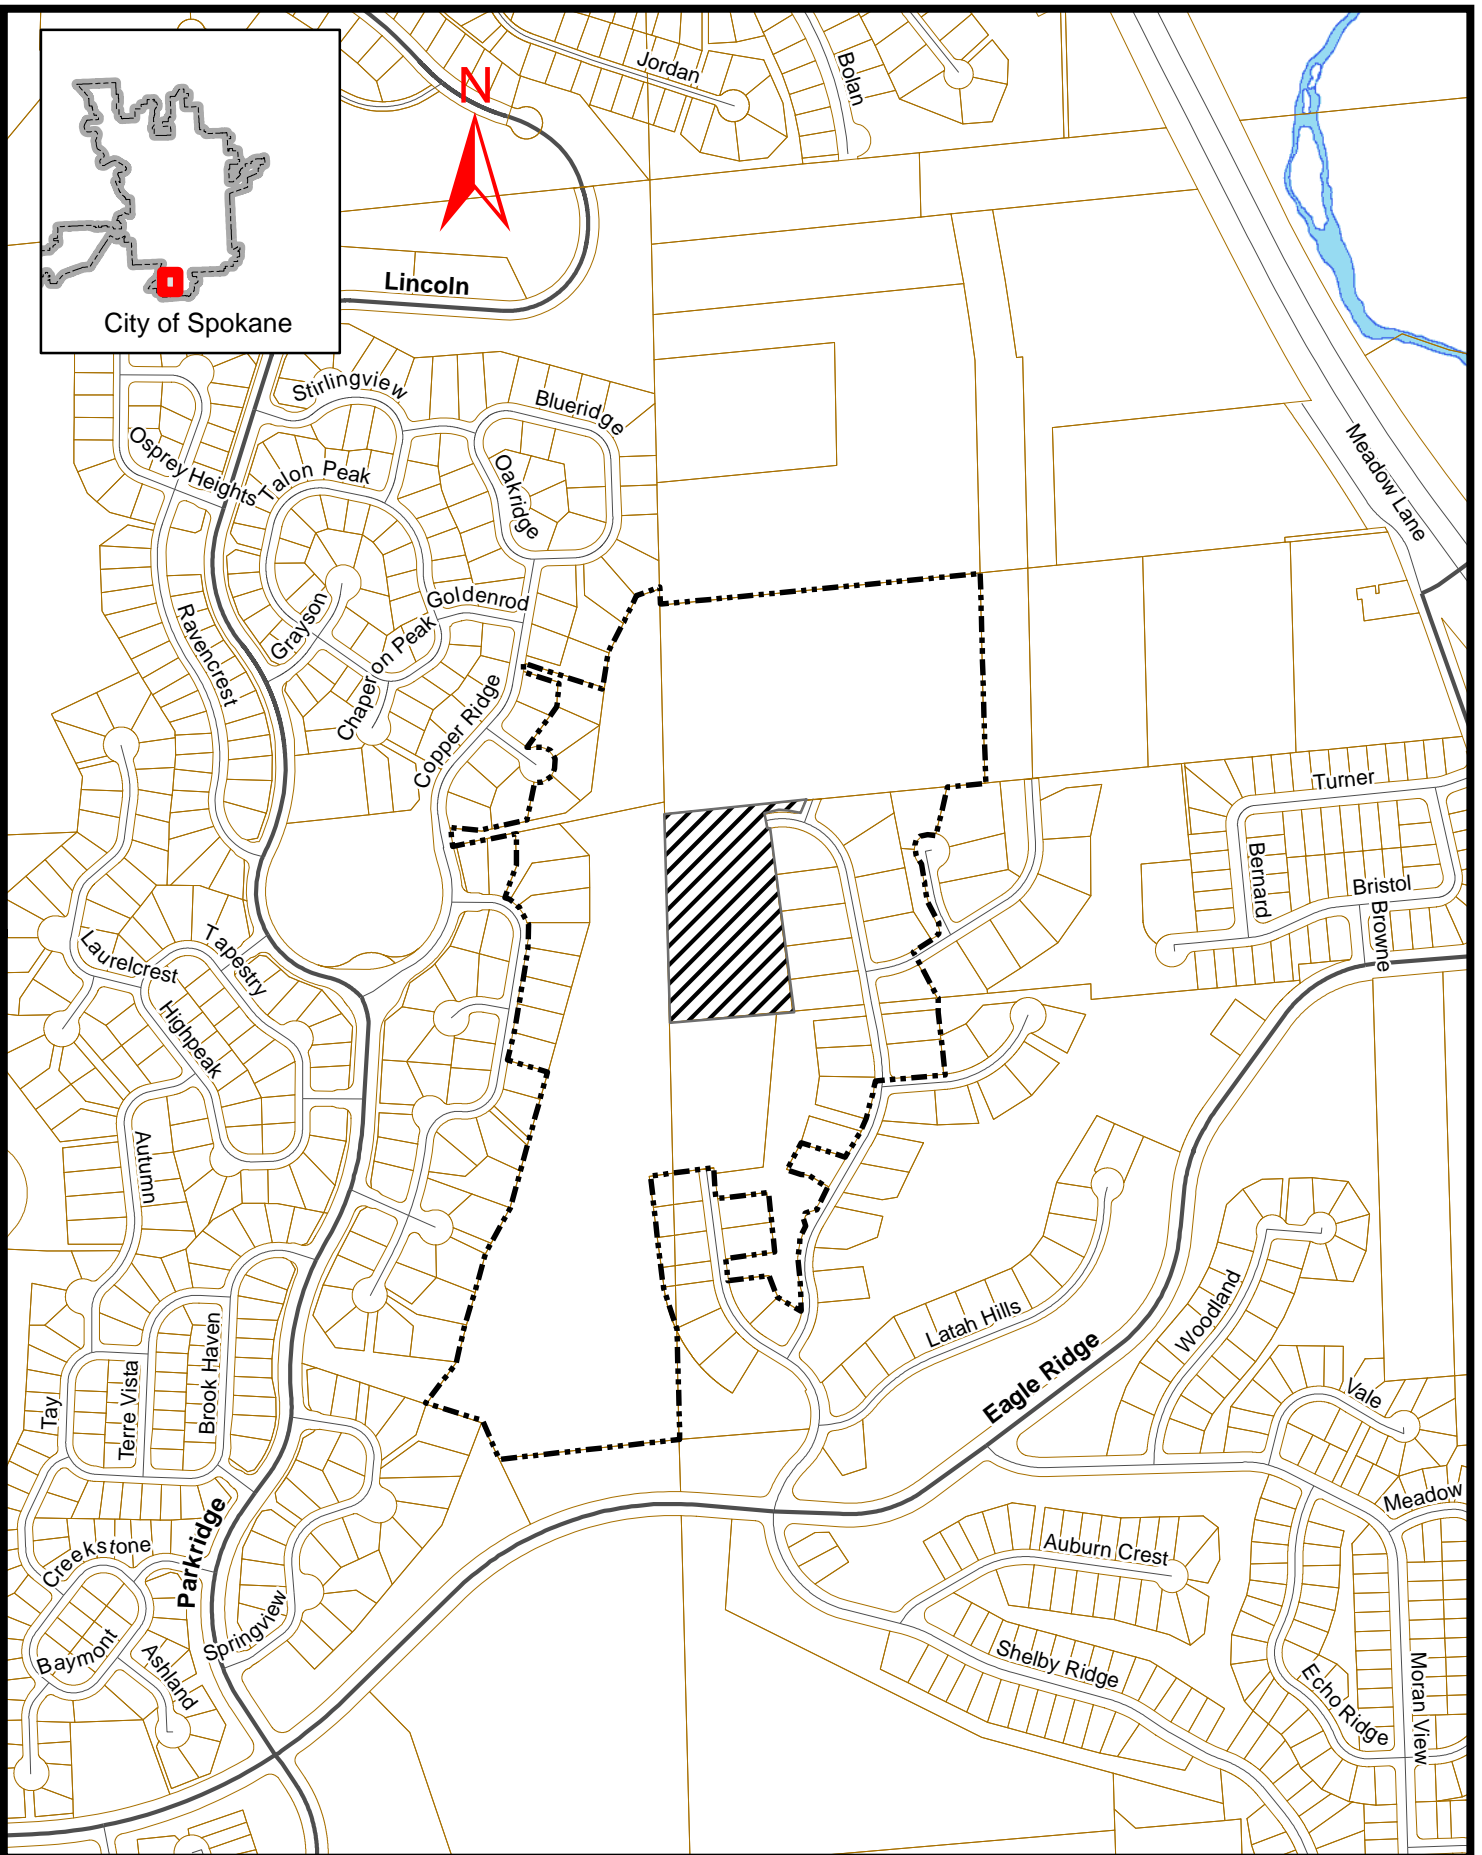 Jordan
Bolan
N
Lincoln
City of Spokane
Stirlingview
Blueridge
Osprey Heights
Talon Peak
Oakridge
Meadow Lane
Goldenrod
Grayson
Ravencrest
Chaperon Peak
Copper Ridge
Turner
Bernard
Bristol
Browne
Laurelcrest
Tapestry
Highpeak
Autumn
Latah Hills
Woodland
Eagle Ridge
Vale
Tay
Terre Vista
Brook Haven
Meadow
Parkridge
Creekstone
Auburn Crest
Springview
Baymont
Ashland
Shelby Ridge
Echo Ridge
Moran View